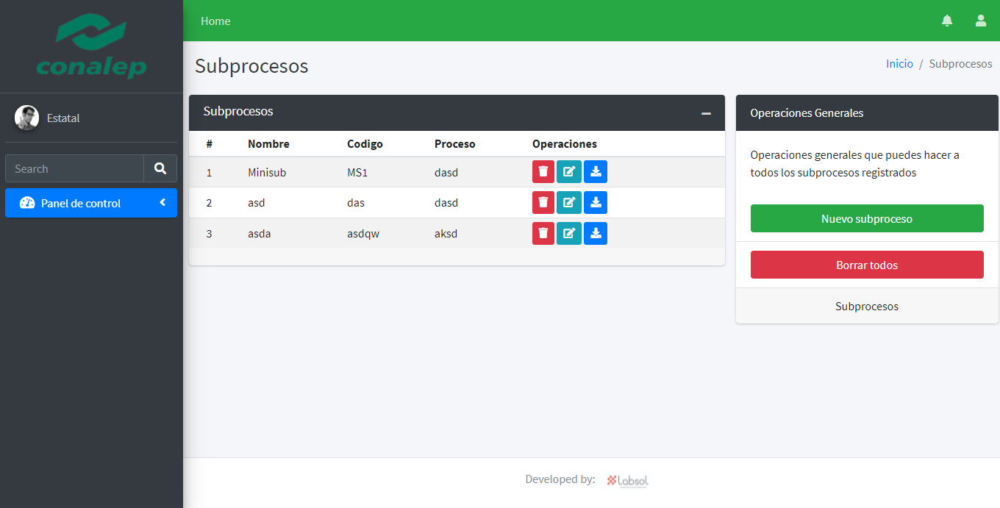 conalep
Home
Subprocesos
Inicio / Subprocesos
Estatal
Search
Panel de control
Subprocesos
# Nombre Codigo Proceso Operaciones
1 Minisub MS1 dasd
2 asd das dasd
3 asda asdqw aksd
Operaciones Generales
Operaciones generales que puedes hacer a
todos los subprocesos registrados
Nuevo subproceso
Borrar todos
Subprocesos
Developed by: Labsol